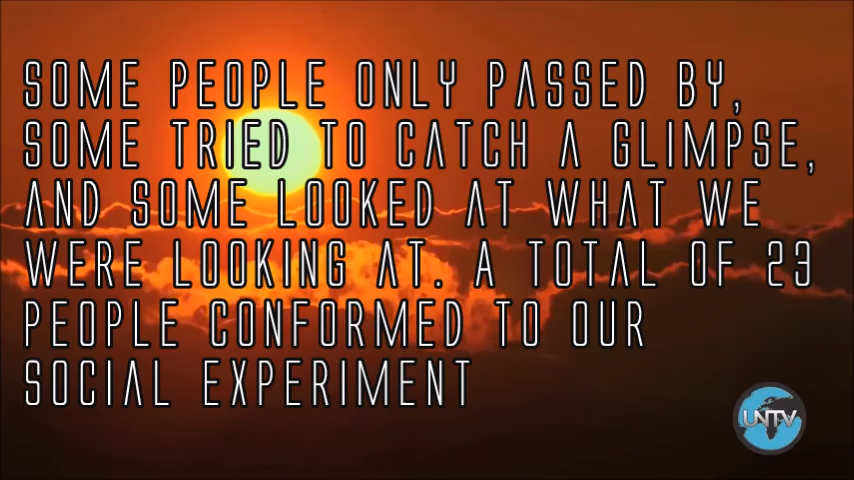 SOME PEOPLE ONLY PASSED BY,
SOME TRIED TO CATCH A GLIMPSE,
AND SOME LOOKED AT WHAT WE
WERE LOOKING AT. A TOTAL OF 23
PEOPLE CONFORMED TO OUR
SOCIAL EXPERIMENT
UNTV